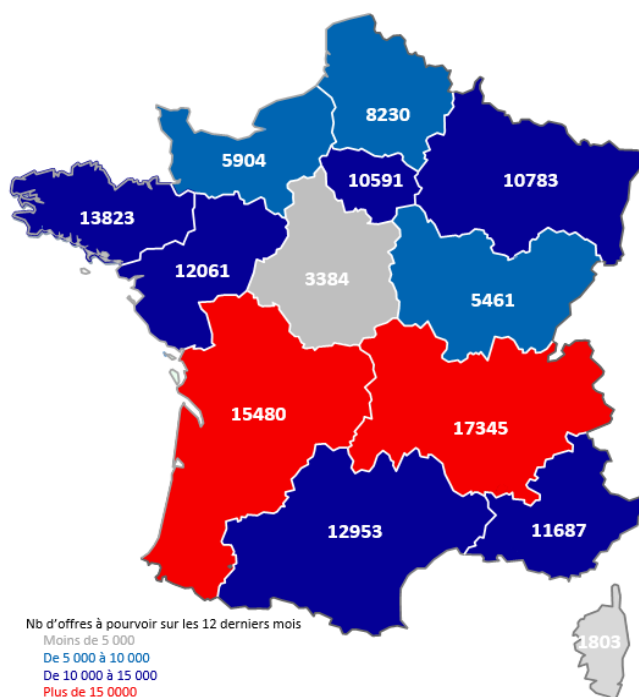 8230
5904
10591
10783
13823
12061
3384
5461
15480
17345
12953
11687
1803
Nb d'offres à pourvoir sur les 12 derniers mois
Moins de 5 000
De 5 000 à 10 000
De 10 000 à 15 000
Plus de 15 0000